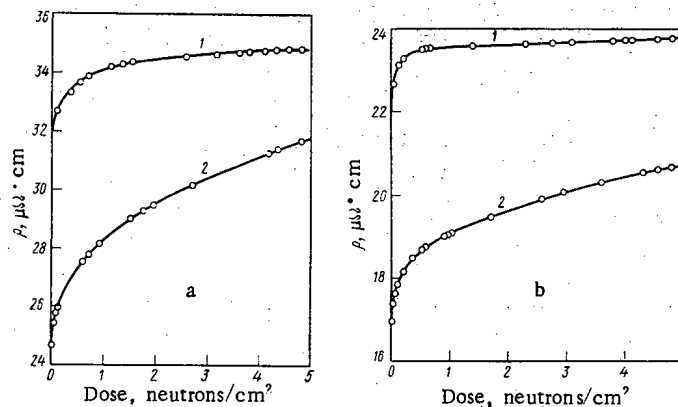 ρ, μΩ· cm
36
34
32
30
28
26
24
1
2
a
0 1 2 3 4 5
Dose, neutrons/cm²
ρ, μΩ· cm
24
22
20
18
16
1
2
b
0 1 2 3 4
Dose, neutrons/cm²